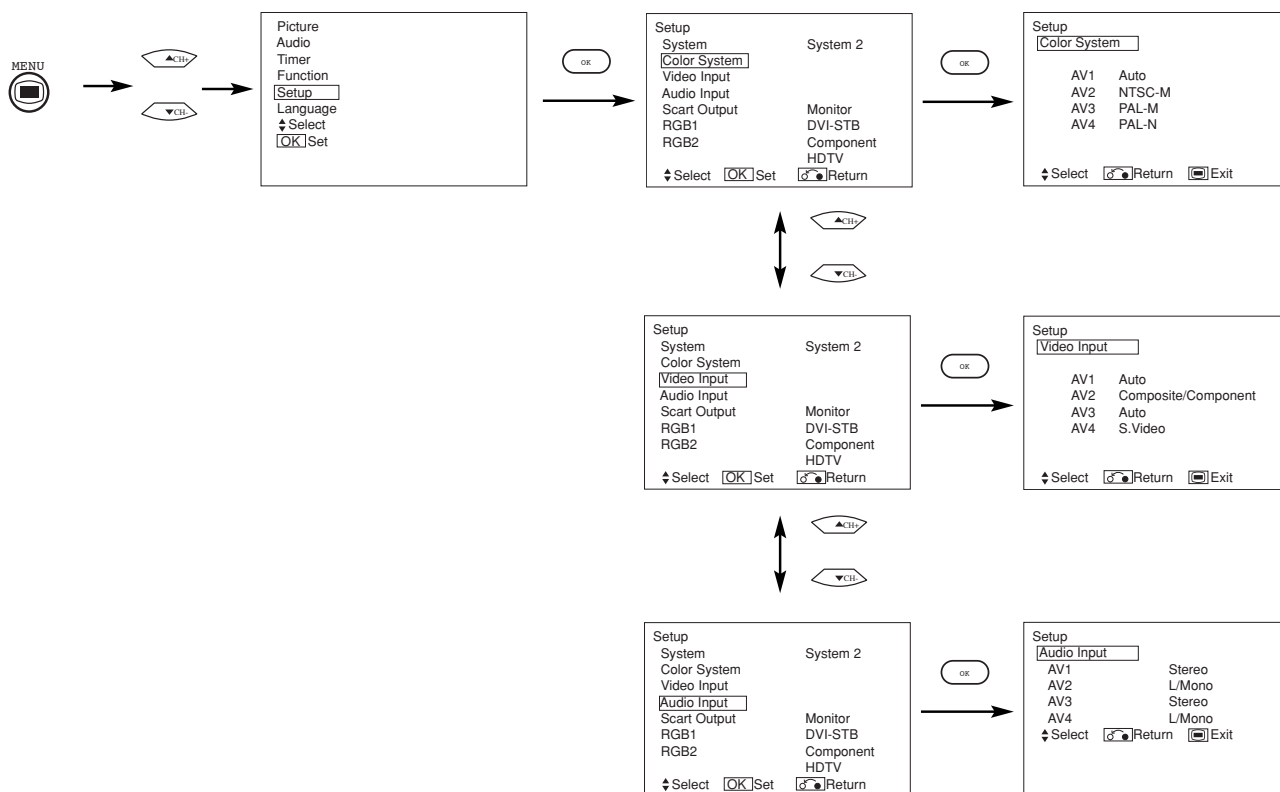 MENU
▲CH+
▼CH-
Picture
Audio
Timer
Function
Setup
Language
Select
OK Set
OK
Setup
System System 2
Color System
Video Input
Audio Input
Scart Output Monitor
RGB1 DVI-STB
RGB2 Component
HDTV
Select OK Set Return
OK
Setup
Color System
AV1 Auto
AV2 NTSC-M
AV3 PAL-M
AV4 PAL-N
Select Return Exit
▲CH+
▼CH-
Setup
System System 2
Color System
Video Input
Audio Input
Scart Output Monitor
RGB1 DVI-STB
RGB2 Component
HDTV
Select OK Set Return
OK
Setup
Video Input
AV1 Auto
AV2 Composite/Component
AV3 Auto
AV4 S.Video
Select Return Exit
▲CH+
▼CH-
Setup
System System 2
Color System
Video Input
Audio Input
Scart Output Monitor
RGB1 DVI-STB
RGB2 Component
HDTV
Select OK Set Return
OK
Setup
Audio Input
AV1 Stereo
AV2 L/Mono
AV3 Stereo
AV4 L/Mono
Select Return Exit